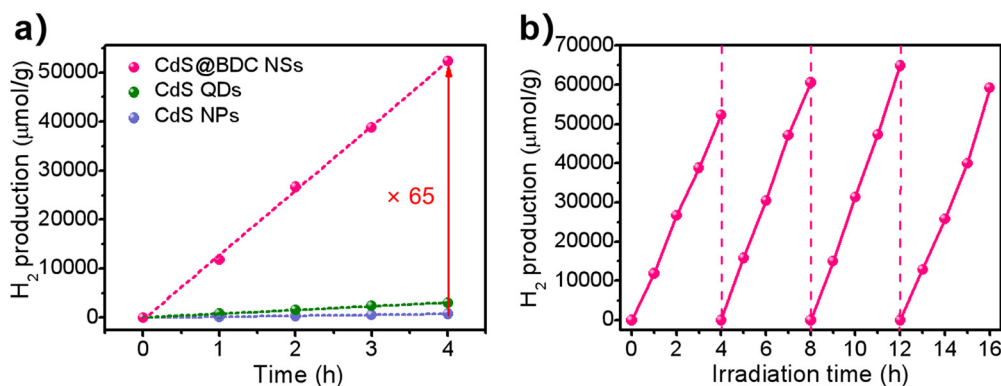 a)
H₂ production (μmol/g)
50000
40000
30000
20000
10000
0
CdS@BDC NSs
CdS QDs
CdS NPs
× 65
0 1 2 3 4
Time (h)
b)
H₂ production (μmol/g)
70000
60000
50000
40000
30000
20000
10000
0
0 2 4 6 8 10 12 14 16
Irradiation time (h)